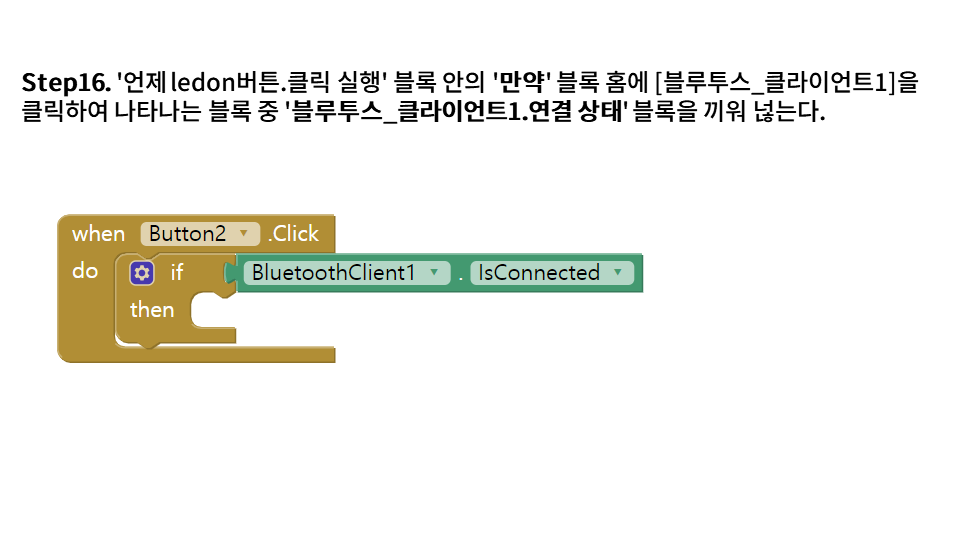 Step16. '언제 ledon버튼.클릭 실행' 블록 안의 '만약' 블록 홈에 [블루투스_클라이언트1]을
클릭하여 나타나는 블록 중 '블루투스_클라이언트1.연결 상태' 블록을 끼워 넣는다.
when Button2 .Click
do if BluetoothClient1 . IsConnected
then